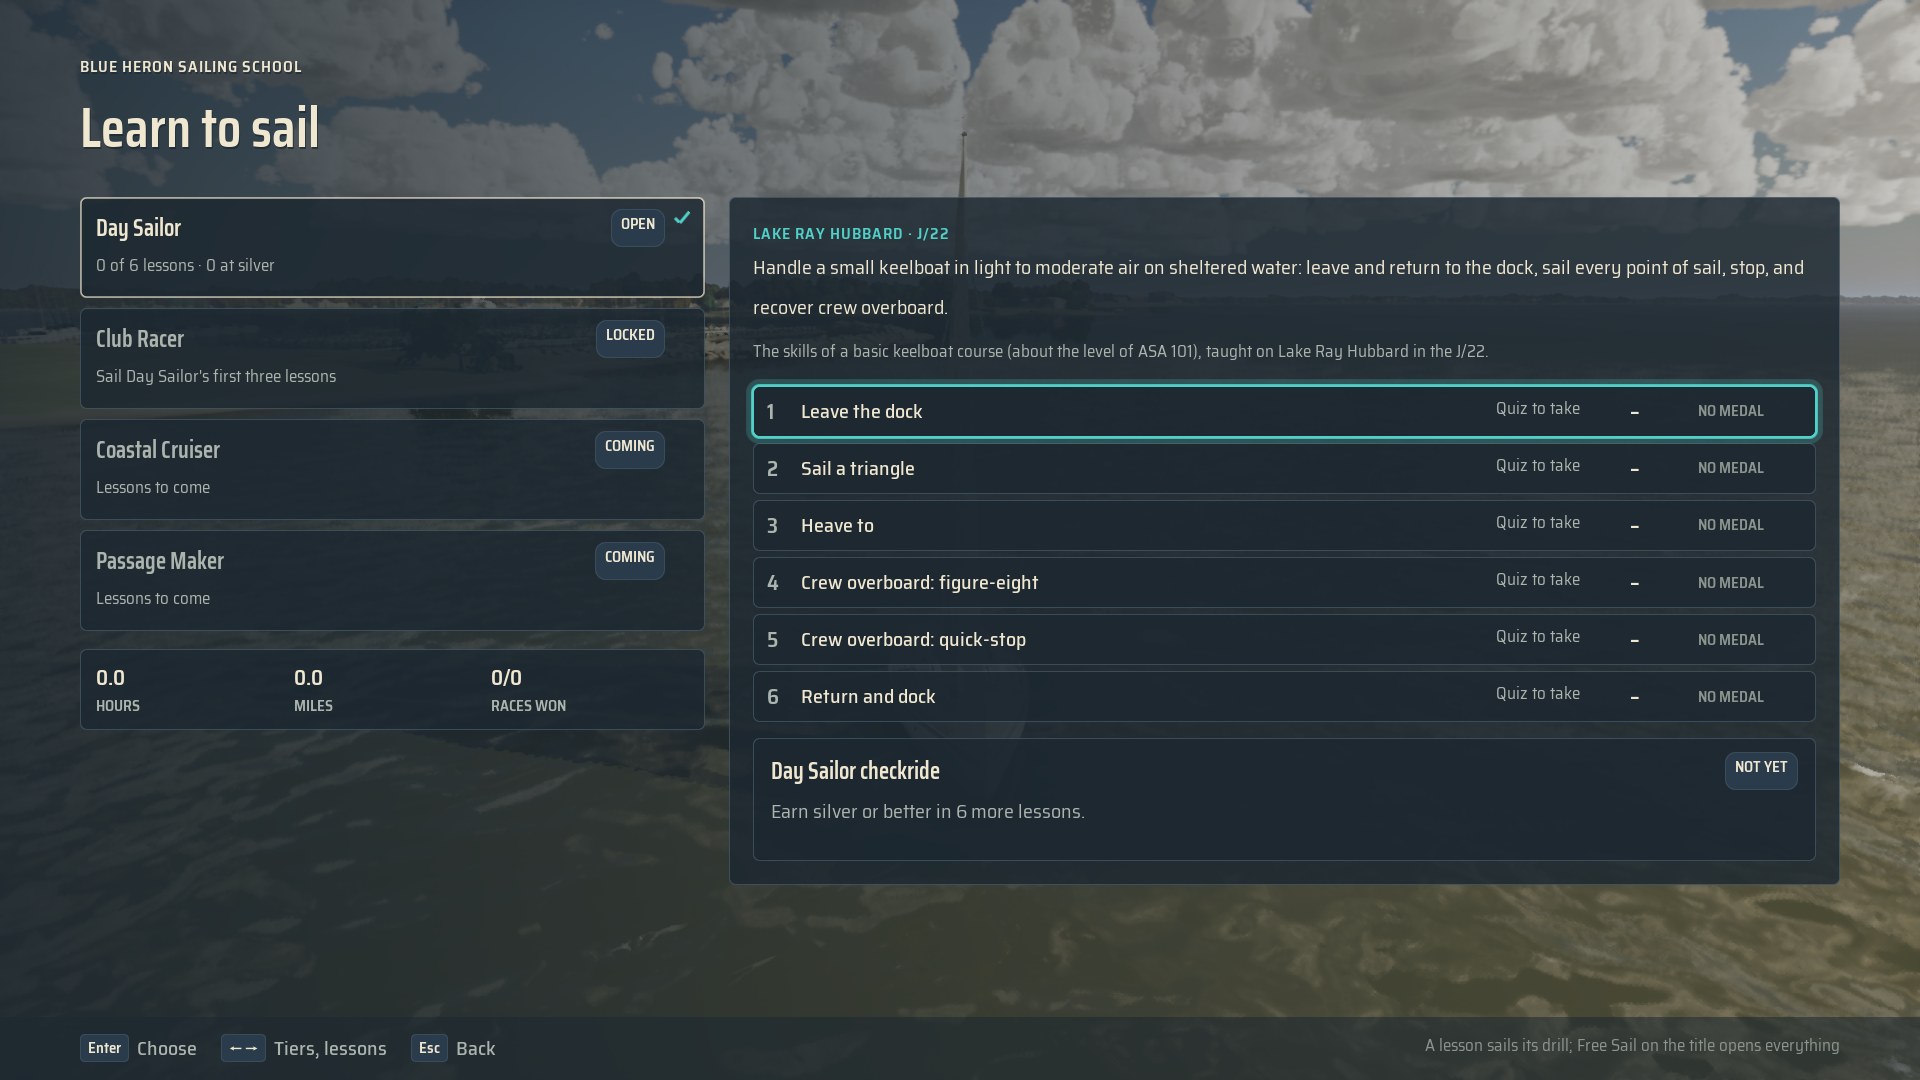 BLUE HERON SAILING SCHOOL
Learn to sail
Day Sailor
OPEN
0 of 6 lessons · 0 at silver
Club Racer
LOCKED
Sail Day Sailor's first three lessons
Coastal Cruiser
COMING
Lessons to come
Passage Maker
COMING
Lessons to come
0.0
HOURS
0.0
MILES
0/0
RACES WON
LAKE RAY HUBBARD · J/22
Handle a small keelboat in light to moderate air on sheltered water: leave and return to the dock, sail every point of sail, stop, and
recover crew overboard.
The skills of a basic keelboat course (about the level of ASA 101), taught on Lake Ray Hubbard in the J/22.
1 Leave the dock Quiz to take – NO MEDAL
2 Sail a triangle Quiz to take – NO MEDAL
3 Heave to Quiz to take – NO MEDAL
4 Crew overboard: figure-eight Quiz to take – NO MEDAL
5 Crew overboard: quick-stop Quiz to take – NO MEDAL
6 Return and dock Quiz to take – NO MEDAL
Day Sailor checkride
NOT YET
Earn silver or better in 6 more lessons.
Enter Choose ←→ Tiers, lessons Esc Back
A lesson sails its drill; Free Sail on the title opens everything